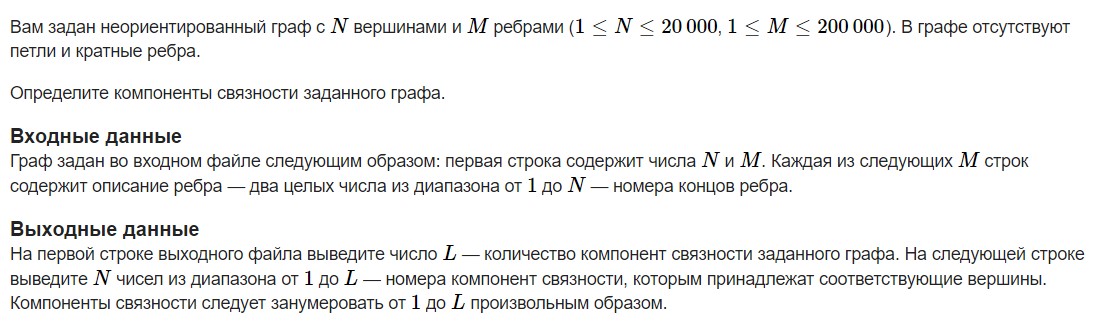 Вам задан неориентированный граф с N вершинами и M ребрами (1 ≤ N ≤ 20 000, 1 ≤ M ≤ 200 000). В графе отсутствуют
петли и кратные ребра.
Определите компоненты связности заданного графа.
Входные данные
Граф задан во входном файле следующим образом: первая строка содержит числа N и M. Каждая из следующих M строк
содержит описание ребра — два целых числа из диапазона от 1 до N — номера концов ребра.
Выходные данные
На первой строке выходного файла выведите число L — количество компонент связности заданного графа. На следующей строке
выведите N чисел из диапазона от 1 до L — номера компонент связности, которым принадлежат соответствующие вершины.
Компоненты связности следует занумеровать от 1 до L произвольным образом.